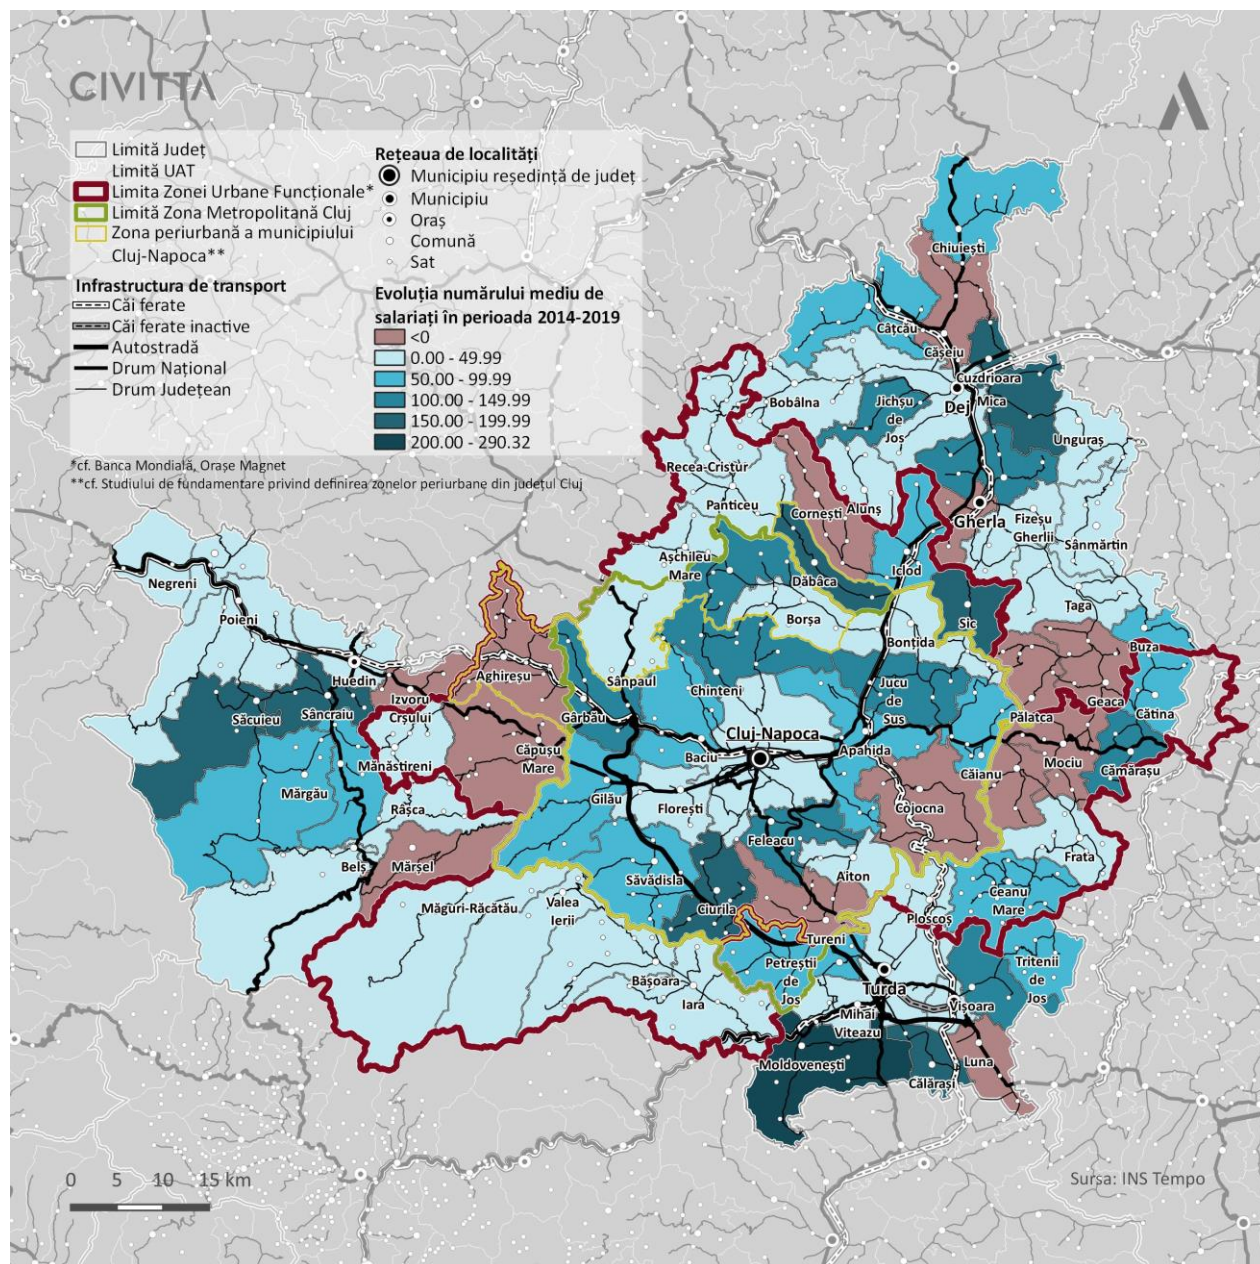 CIVITTA
Limită Județ
Limită UAT
Limita Zonei Urbane Funcționale*
Limită Zona Metropolitană Cluj
Zona periurbană a municipiului
Cluj-Napoca**
Infrastructura de transport
Căi ferate
Căi ferate inactive
Autostradă
Drum Național
Drum Județean
Rețeaua de localități
Municipiu reședință de județ
Municipiu
Oraș
Comună
Sat
Evoluția numărului mediu de
salariați în perioada 2014-2019
<0
0.00 - 49.99
50.00 - 99.99
100.00 - 149.99
150.00 - 199.99
200.00 - 290.32
*cf. Banca Mondială, Orașe Magnet
**cf. Studiului de fundamentare privind definirea zonelor periurbane din județul Cluj
Chiuiești
Câțcău
Cășeiu
Cuzdrioara
Dej
Mica
Bobâlna
Jichșu
de
Jos
Unguraș
Recea-Cristur
Panticeu
Cornești
Alunș
Gherla
Fizeșu
Gherlii
Sânmărtin
Așchileu
Mare
Iclod
Dăbâca
Negreni
Țaga
Poieni
Borșa
Sic
Bonțida
Buza
Huedin
Aghireșu
Sânpaul
Chinteni
Izvoru
Crșului
Jucu
de
Sus
Geaca
Cătina
Săcuieu
Sâncraiu
Gârbău
Pălatca
Cluj-Napoca
Căpușu
Mare
Baciu
Apahida
Mănăstireni
Mociu
Cămărașu
Căianu
Mărgău
Gilău
Florești
Cojocna
Râșca
Feleacu
Frata
Belș
Mărșel
Aiton
Săvădisla
Ceanu
Mare
Măguri-Răcătău
Valea
Ierii
Ciurila
Ploscoș
Tureni
Petreștii
de
Jos
Tritenii
de
Jos
Băișoara
Iara
Turda
Mihai
Viteazu
Vișoara
Moldovenești
Luna
Călărași
0 5 10 15 km
Sursa: INS Tempo